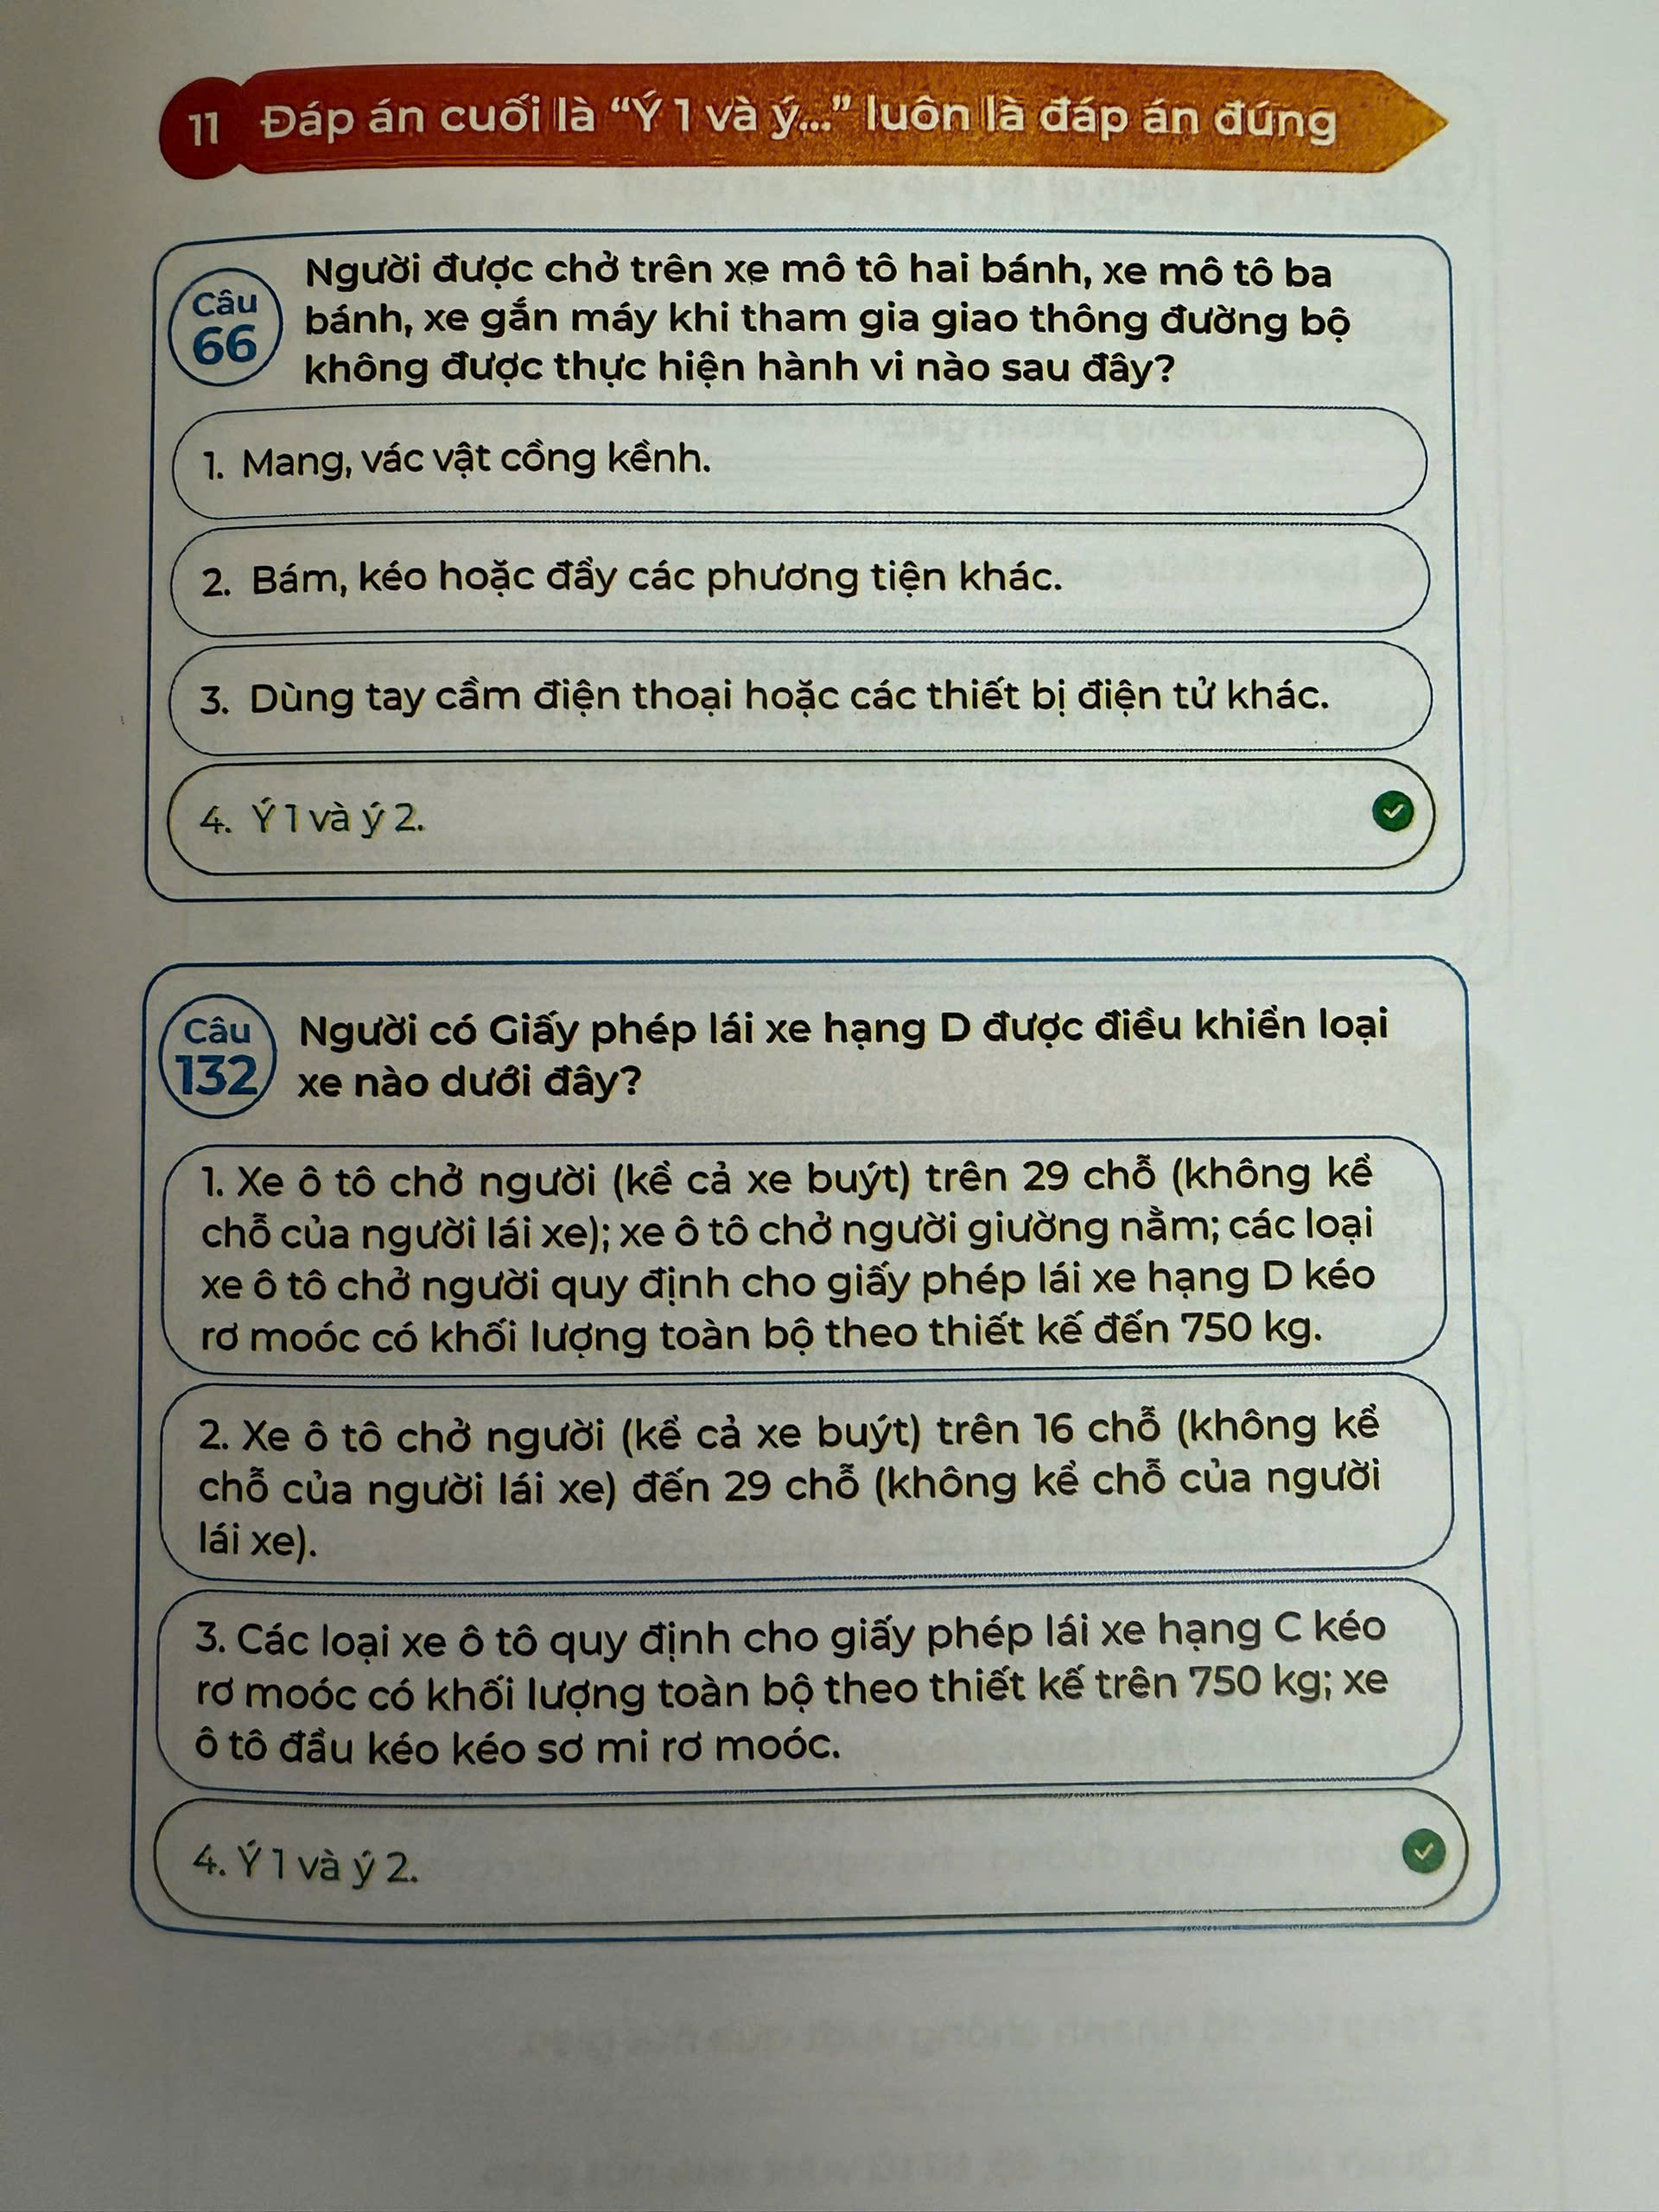 11 Đáp án cuối là “Ý 1 và ý...” luôn là đáp án đúng
Câu
66
Người được chở trên xe mô tô hai bánh, xe mô tô ba
bánh, xe gắn máy khi tham gia giao thông đường bộ
không được thực hiện hành vi nào sau đây?
1. Mang, vác vật cồng kềnh.
2. Bám, kéo hoặc đẩy các phương tiện khác.
3. Dùng tay cầm điện thoại hoặc các thiết bị điện tử khác.
4. Ý 1 và ý 2.
Câu
132
Người có Giấy phép lái xe hạng D được điều khiển loại
xe nào dưới đây?
1. Xe ô tô chở người (kể cả xe buýt) trên 29 chỗ (không kể
chỗ của người lái xe); xe ô tô chở người giường nằm; các loại
xe ô tô chở người quy định cho giấy phép lái xe hạng D kéo
rơ moóc có khối lượng toàn bộ theo thiết kế đến 750 kg.
2. Xe ô tô chở người (kể cả xe buýt) trên 16 chỗ (không kể
chỗ của người lái xe) đến 29 chỗ (không kể chỗ của người
lái xe).
3. Các loại xe ô tô quy định cho giấy phép lái xe hạng C kéo
rơ moóc có khối lượng toàn bộ theo thiết kế trên 750 kg; xe
ô tô đầu kéo kéo sơ mi rơ moóc.
4. Ý 1 và ý 2.